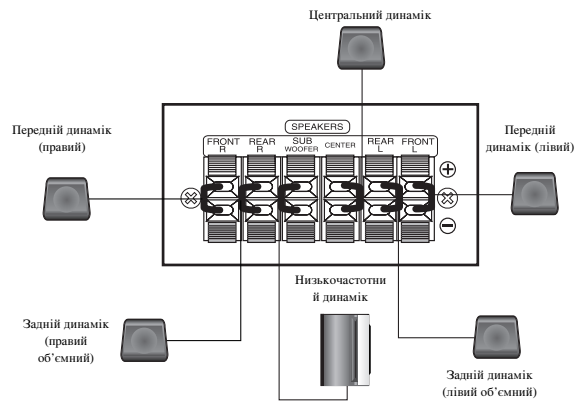 Центральний динамік
Передній динамік
(правий)
Передній
динамік (лівий)
SPEAKERS
FRONT
R
REAR
R
SUB
WOOFER
CENTER
REAR
L
FRONT
L
Низькочастотни
й динамік
Задній динамік
(правий
об’ємний)
Задній динамік
(лівий об’ємний)